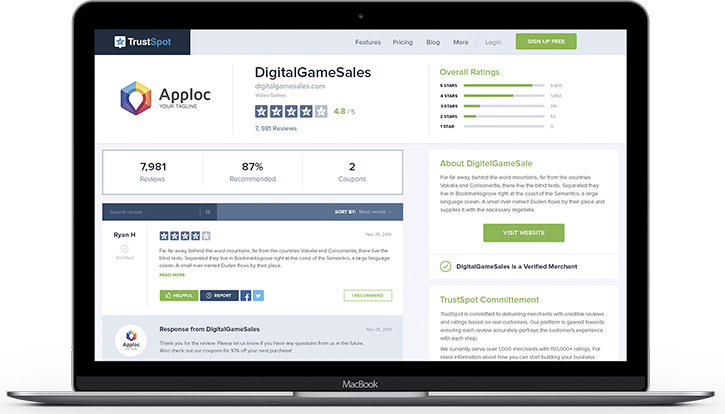 TrustSpot
Features
Pricing
Blog
More
Login
SIGN UP FREE
Apploc
YOUR TAGLINE
DigitalGameSales
digitalgamesales.com
Video Games
4.8 / 5
7, 981 Reviews
Overall Ratings
5 STARS
4 STARS
3 STARS
2 STARS
1 STAR
0
7,981
Reviews
87%
Recommended
2
Coupons
Search review
SORT BY: Most recent
Ryan H
Verified
Nov 25, 2015
Far far away, behind the word mountains, far from the countries Vokalia and Consonantia, there live the
blind texts. Separated they live in Bookmarksgrove right at the coast of the Semantics, a large language
ocean. A small river named Duden flows by their place.
READ MORE
HELPFUL
REPORT
I RECOMMEND
Apploc
Response from DigitalGameSales
Nov 25, 2015
Thank you for the review. Please let us know if you have any questions from us in the future.
Also check out our coupons for 10% off your next purchase!
About DigitelGameSale
Far far away, behind the word mountains, far from the countries
Vokalia and Consonantia, there live the blind texts. Separated they
live in Bookmarksgrove right at the coast of the Semantics, a large
language ocean. A small river named Duden flows by their place and
supplies it with the necessary regelialia.
VISIT WEBSITE
DigitalGameSales is a Verified Merchant
TrustSpot Committement
TrustSpot is committed to delivering merchants with credible reviews
and ratings based on real customers. Our platform is geared towards
ensuring each review accurately portrays the customer's experience
with each shop.
We currently serve over 1,000 merchants with 150,000+ ratings. For
more information about how you can start building your business
MacBook